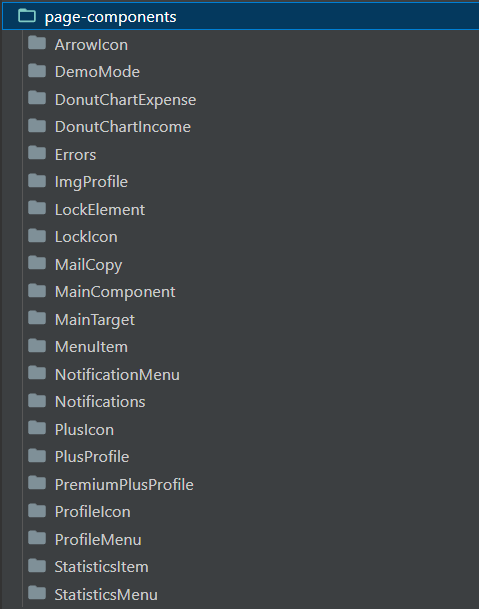 page-components
ArrowIcon
DemoMode
DonutChartExpense
DonutChartIncome
Errors
ImgProfile
LockElement
LockIcon
MailCopy
MainComponent
MainTarget
MenuItem
NotificationMenu
Notifications
PlusIcon
PlusProfile
PremiumPlusProfile
ProfileIcon
ProfileMenu
StatisticsItem
StatisticsMenu